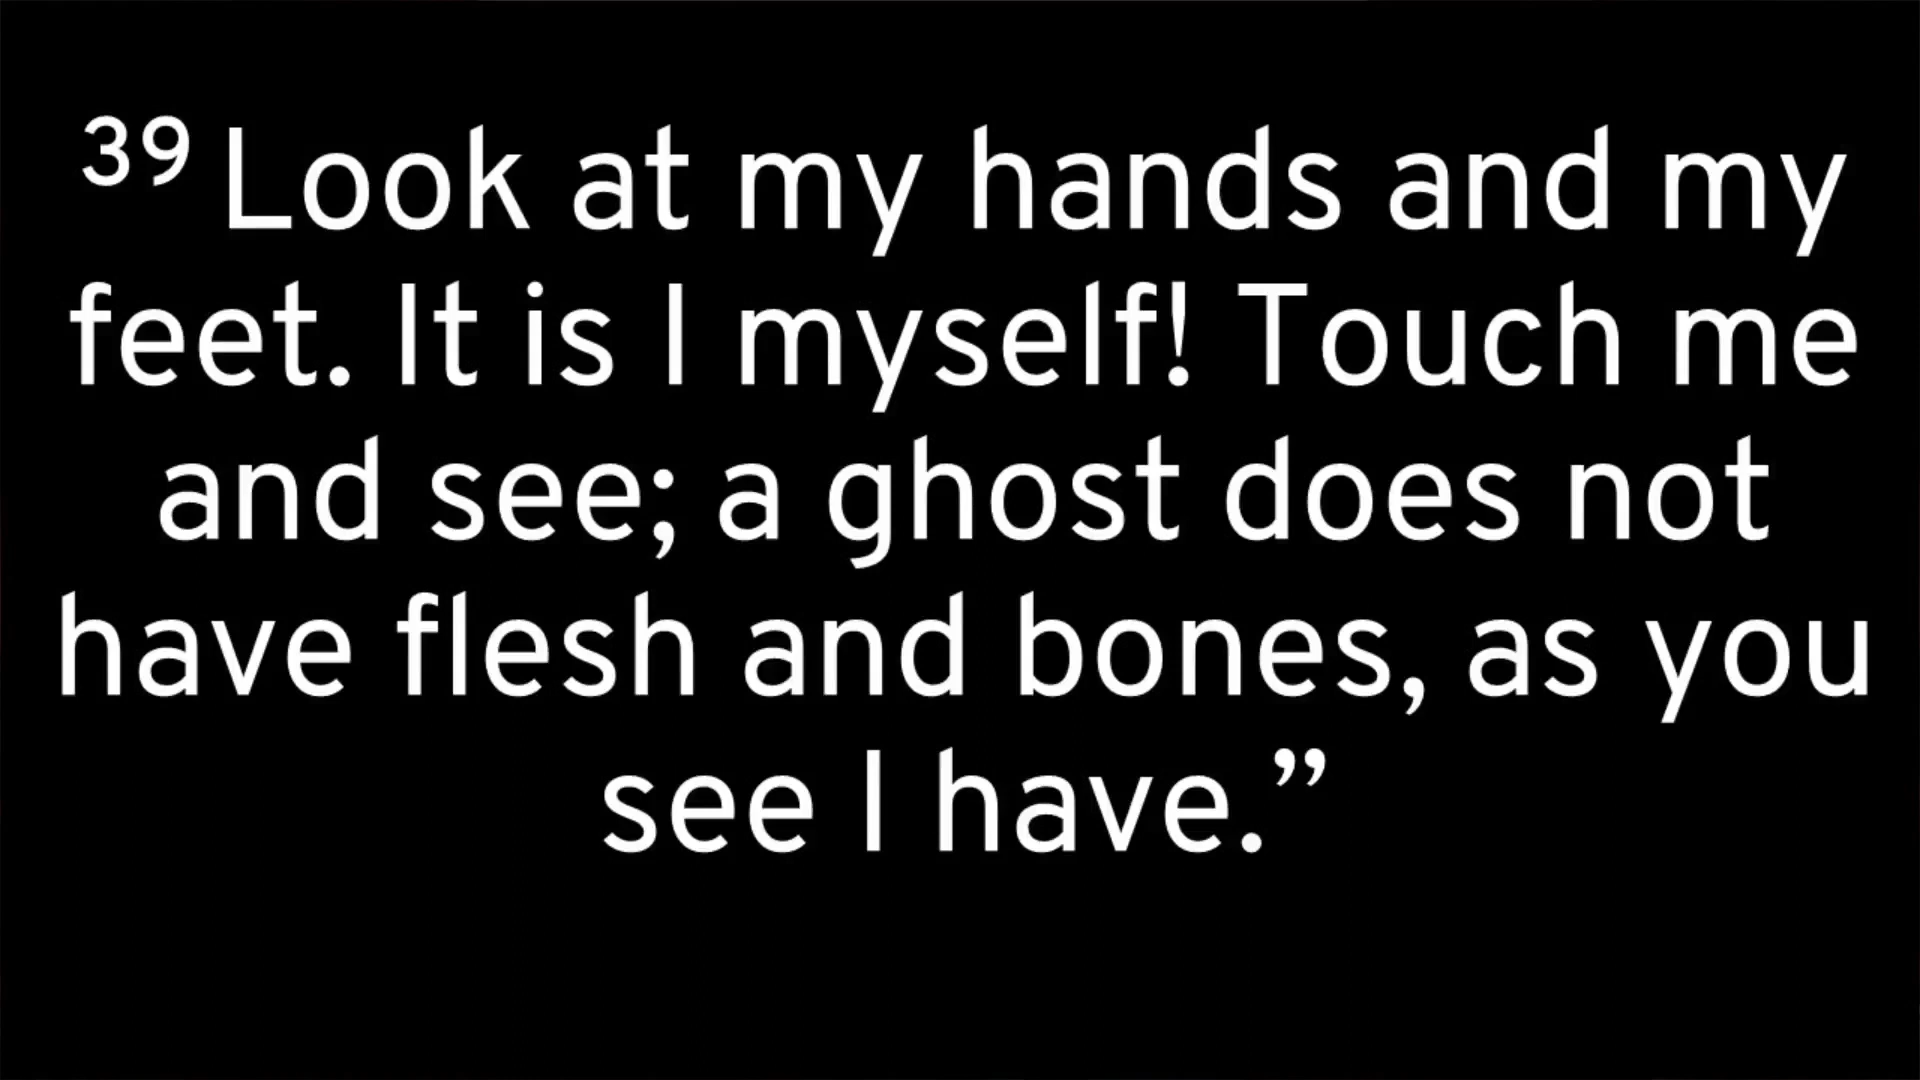 ³⁹ Look at my hands and my
feet. It is I myself! Touch me
and see; a ghost does not
have flesh and bones, as you
see I have.”